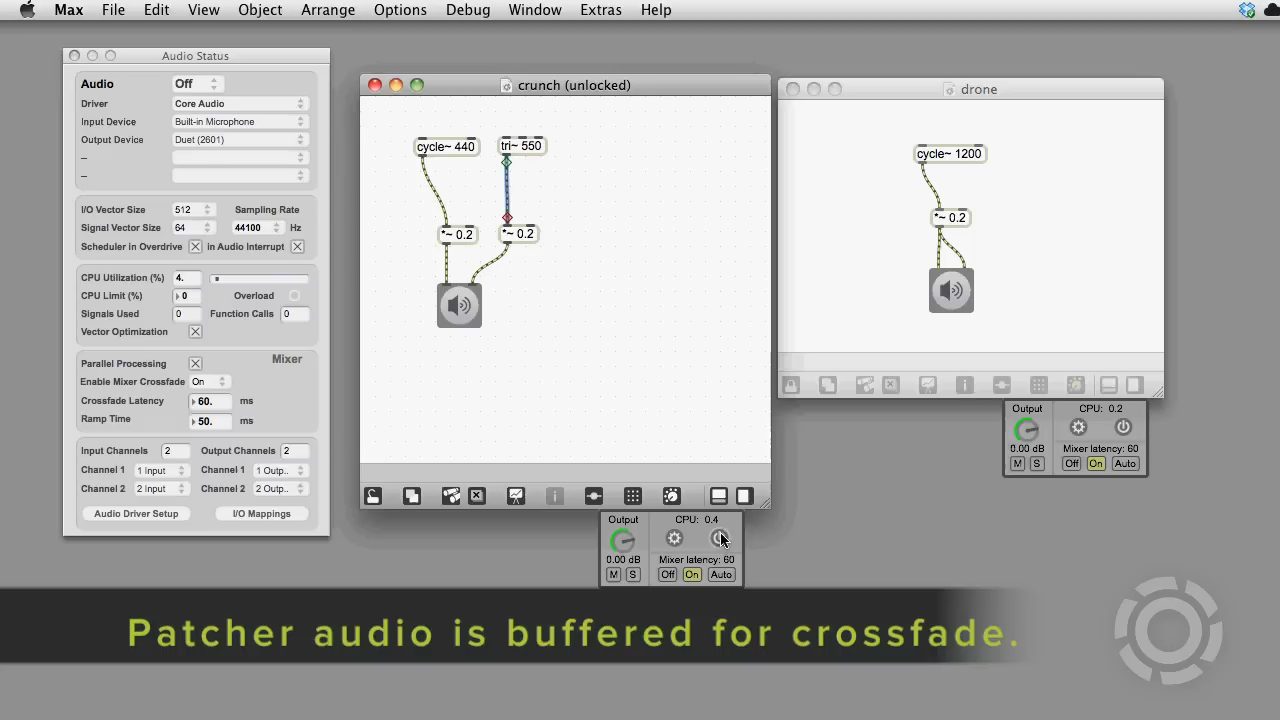 Max File Edit View Object Arrange Options Debug Window Extras Help
Audio Status
Audio Off
Driver Core Audio
Input Device Built-in Microphone
Output Device Duet (2601)
–
–
I/O Vector Size 512 Sampling Rate
Signal Vector Size 64 44100 Hz
Scheduler in Overdrive in Audio Interrupt
CPU Utilization (%) 4.
CPU Limit (%) 0 Overload
Signals Used 0 Function Calls 0
Vector Optimization
Parallel Processing Mixer
Enable Mixer Crossfade On
Crossfade Latency 60. ms
Ramp Time 50. ms
Input Channels 2 Output Channels 2
Channel 1 1 Input Channel 1 1 Outp..
Channel 2 2 Input Channel 2 2 Outp..
Audio Driver Setup I/O Mappings
crunch (unlocked)
cycle~ 440 tri~ 550
*~ 0.2 *~ 0.2
Output CPU: 0.4
0.00 dB Mixer latency: 60
M S Off On Auto
drone
cycle~ 1200
*~ 0.2
Output CPU: 0.2
0.00 dB Mixer latency: 60
M S Off On Auto
Patcher audio is buffered for crossfade.